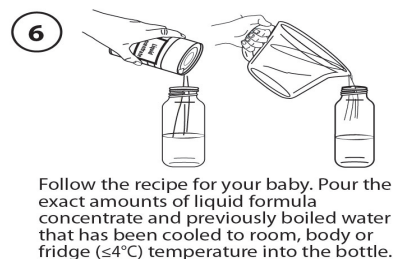 6
Follow the recipe for your baby. Pour the
exact amounts of liquid formula
concentrate and previously boiled water
that has been cooled to room, body or
fridge (≤4°C) temperature into the bottle.